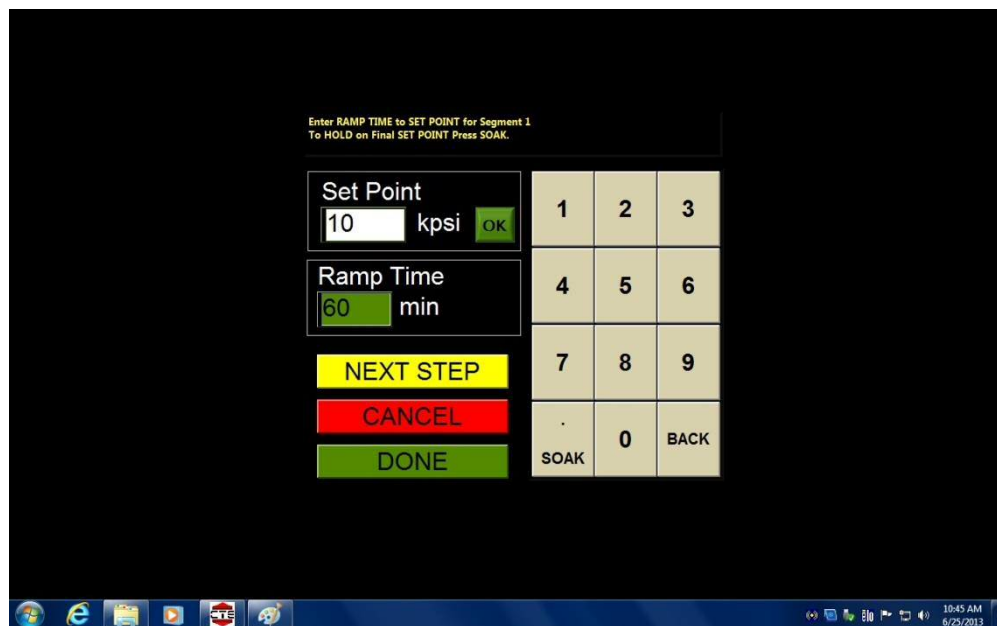 Enter RAMP TIME to SET POINT for Segment 1
To HOLD on Final SET POINT Press SOAK.
Set Point
10 kpsi OK
Ramp Time
60 min
NEXT STEP
CANCEL
DONE
1 2 3
4 5 6
7 8 9
. 0 BACK
SOAK
CTS
10:45 AM
6/25/2013